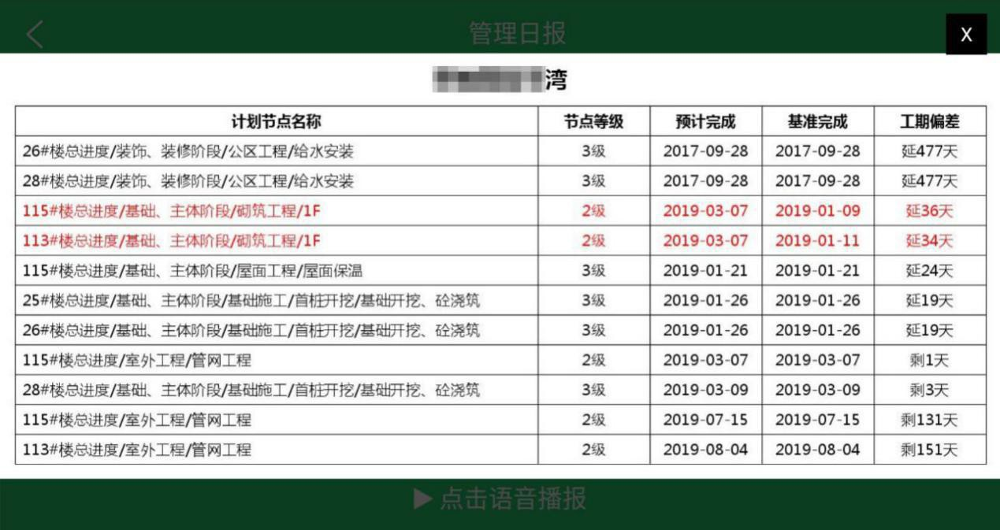 管理日报
X
湾
计划节点名称 节点等级 预计完成 基准完成 工期偏差
26#楼总进度/装饰、装修阶段/公区工程/给水安装 3级 2017-09-28 2017-09-28 延477天
28#楼总进度/装饰、装修阶段/公区工程/给水安装 3级 2017-09-28 2017-09-28 延477天
115#楼总进度/基础、主体阶段/砌筑工程/1F 2级 2019-03-07 2019-01-09 延36天
113#楼总进度/基础、主体阶段/砌筑工程/1F 2级 2019-03-07 2019-01-11 延34天
115#楼总进度/基础、主体阶段/屋面工程/屋面保温 3级 2019-01-21 2019-01-21 延24天
25#楼总进度/基础、主体阶段/基础施工/首桩开挖/基础开挖、砼浇筑 3级 2019-01-26 2019-01-26 延19天
26#楼总进度/基础、主体阶段/基础施工/首桩开挖/基础开挖、砼浇筑 3级 2019-01-26 2019-01-26 延19天
115#楼总进度/室外工程/管网工程 2级 2019-03-07 2019-03-07 剩1天
28#楼总进度/基础、主体阶段/基础施工/首桩开挖/基础开挖、砼浇筑 3级 2019-03-09 2019-03-09 剩3天
115#楼总进度/室外工程/管网工程 2级 2019-07-15 2019-07-15 剩131天
113#楼总进度/室外工程/管网工程 2级 2019-08-04 2019-08-04 剩151天
点击语音播报